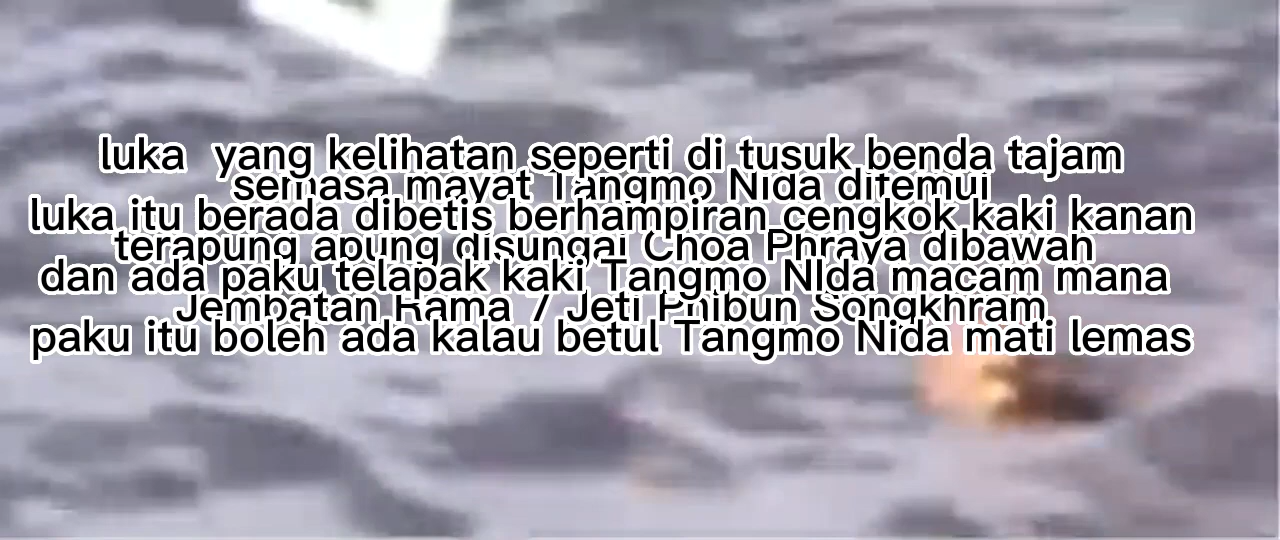 luka yang kelihatan seperti di tusuk benda tajam
semasa mayat Tangmo Nida ditemui
luka itu berada dibetis berhampiran cengkok kaki kanan
terapung apung disungai Choa Phraya dibawah
dan ada paku telapak kaki Tangmo NIda macam mana
Jembatan Rama 7 Jeti Phibun Songkhram
paku itu boleh ada kalau betul Tangmo Nida mati lemas